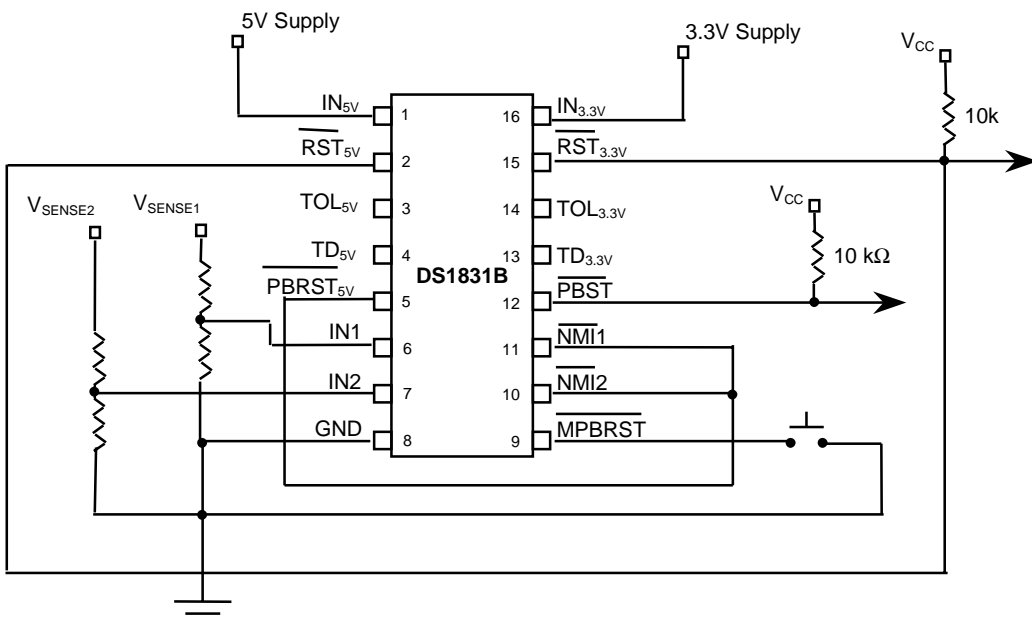 5V Supply
3.3V Supply
VCC
10k
IN5V 1
16 IN3.3V
RST5V 2
15 RST3.3V
VSENSE2
VSENSE1
TOL5V 3
14 TOL3.3V
VCC
10 kΩ
TD5V 4
13 TD3.3V
DS1831B
PBRST5V 5
12 PBST
IN1 6
11 NMI1
IN2 7
10 NMI2
GND 8
9 MPBRST